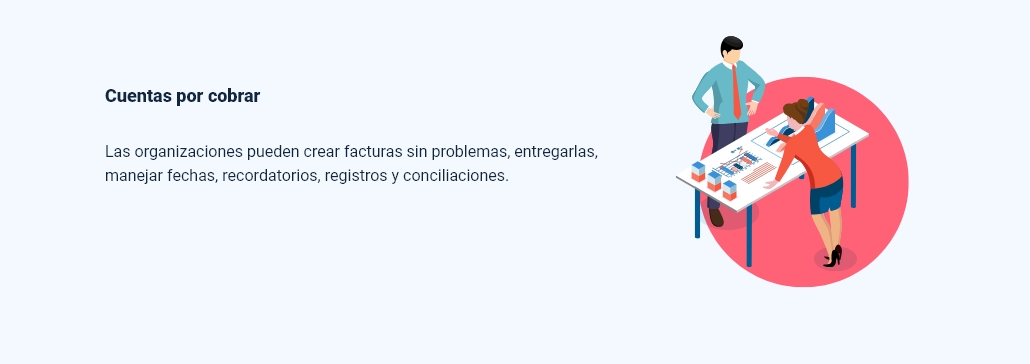 Cuentas por cobrar
Las organizaciones pueden crear facturas sin problemas, entregarlas,
manejar fechas, recordatorios, registros y conciliaciones.